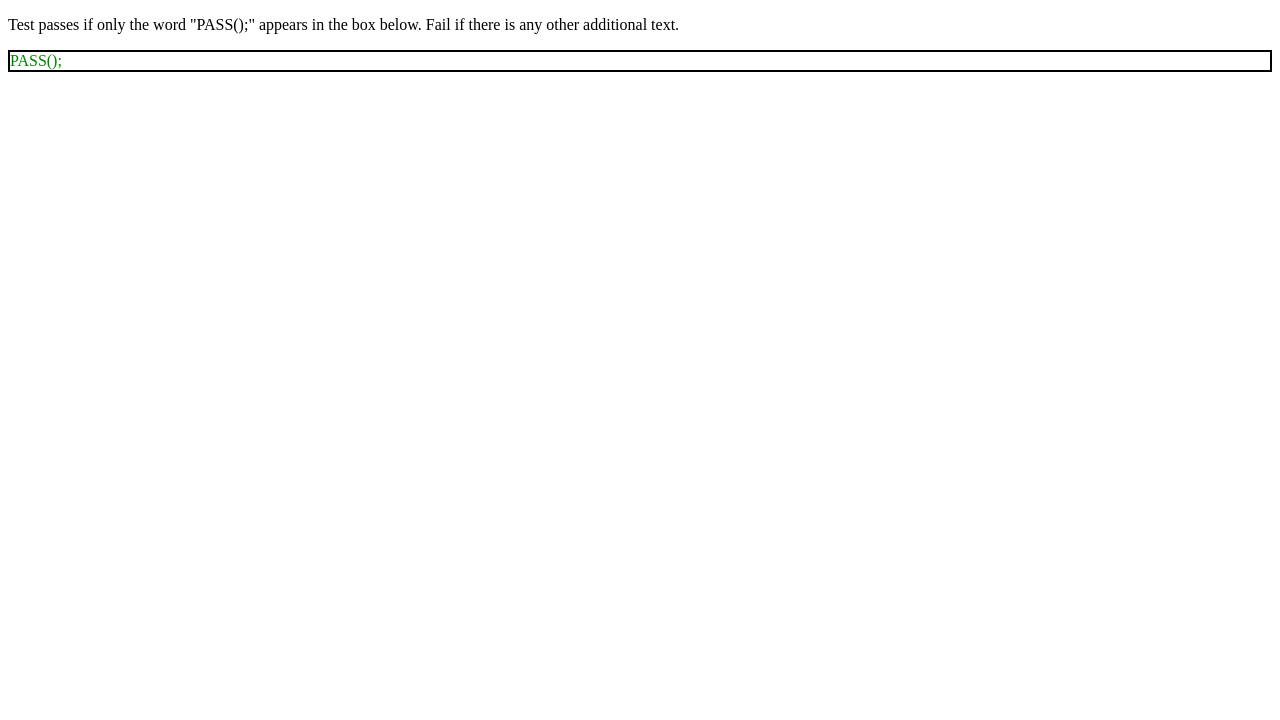 Test passes if only the word "PASS();" appears in the box below. Fail if there is any other additional text.
PASS();